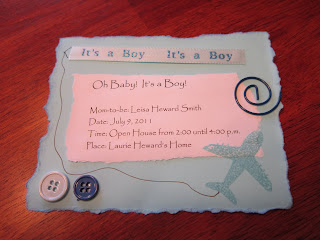 It's a Boy It's a Boy
Oh Baby! It's a Boy!
Mom-to-be: Leisa Heward Smith
Date: July 9, 2011
Time: Open House from 2:00 until 4:00 p.m.
Place: Laurie Heward's Home